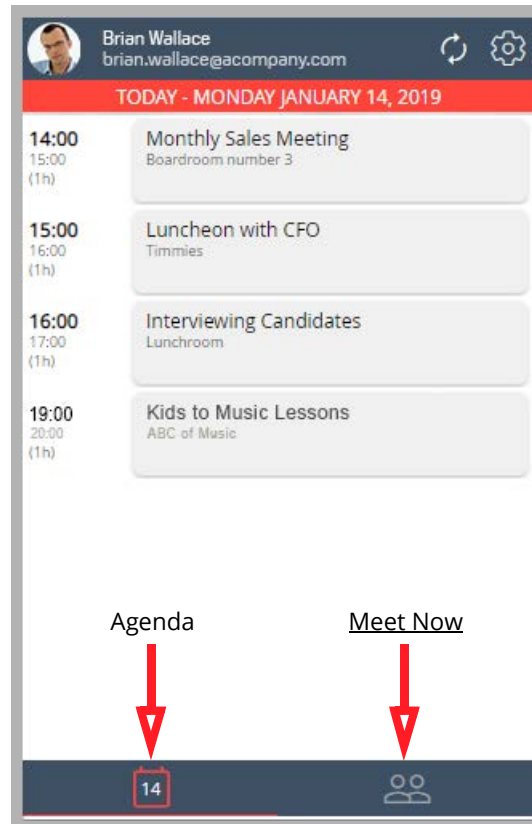 Brian Wallace
brian.wallace@acompany.com
TODAY - MONDAY JANUARY 14, 2019
14:00
15:00
(1h)
Monthly Sales Meeting
Boardroom number 3
15:00
16:00
(1h)
Luncheon with CFO
Timmies
16:00
17:00
(1h)
Interviewing Candidates
Lunchroom
19:00
20:00
(1h)
Kids to Music Lessons
ABC of Music
Agenda
Meet Now
14